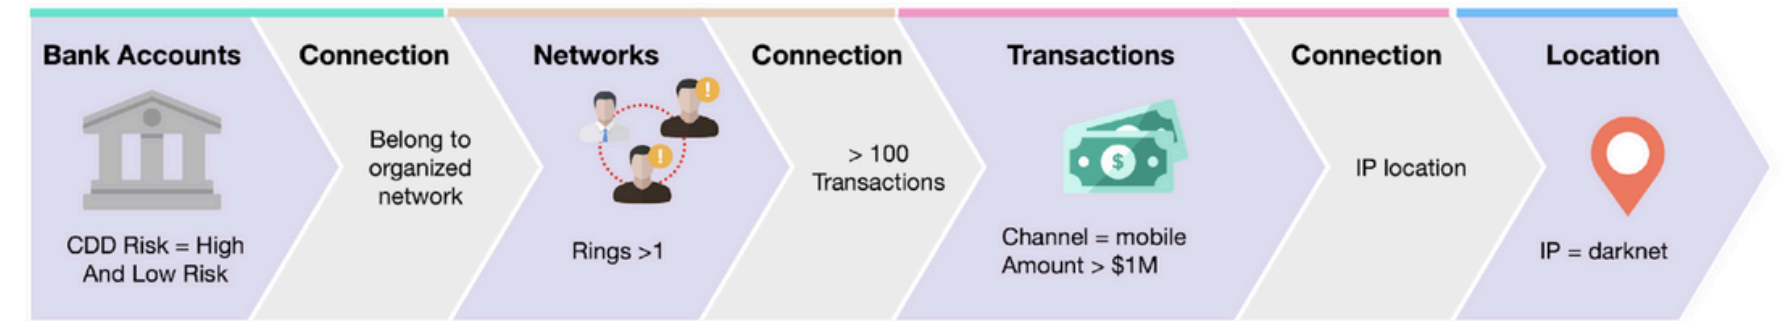 Bank Accounts
CDD Risk = High
And Low Risk
Connection
Belong to
organized
network
Networks
!
!
Rings >1
Connection
> 100
Transactions
Transactions
$
Channel = mobile
Amount > $1M
Connection
IP location
Location
IP = darknet